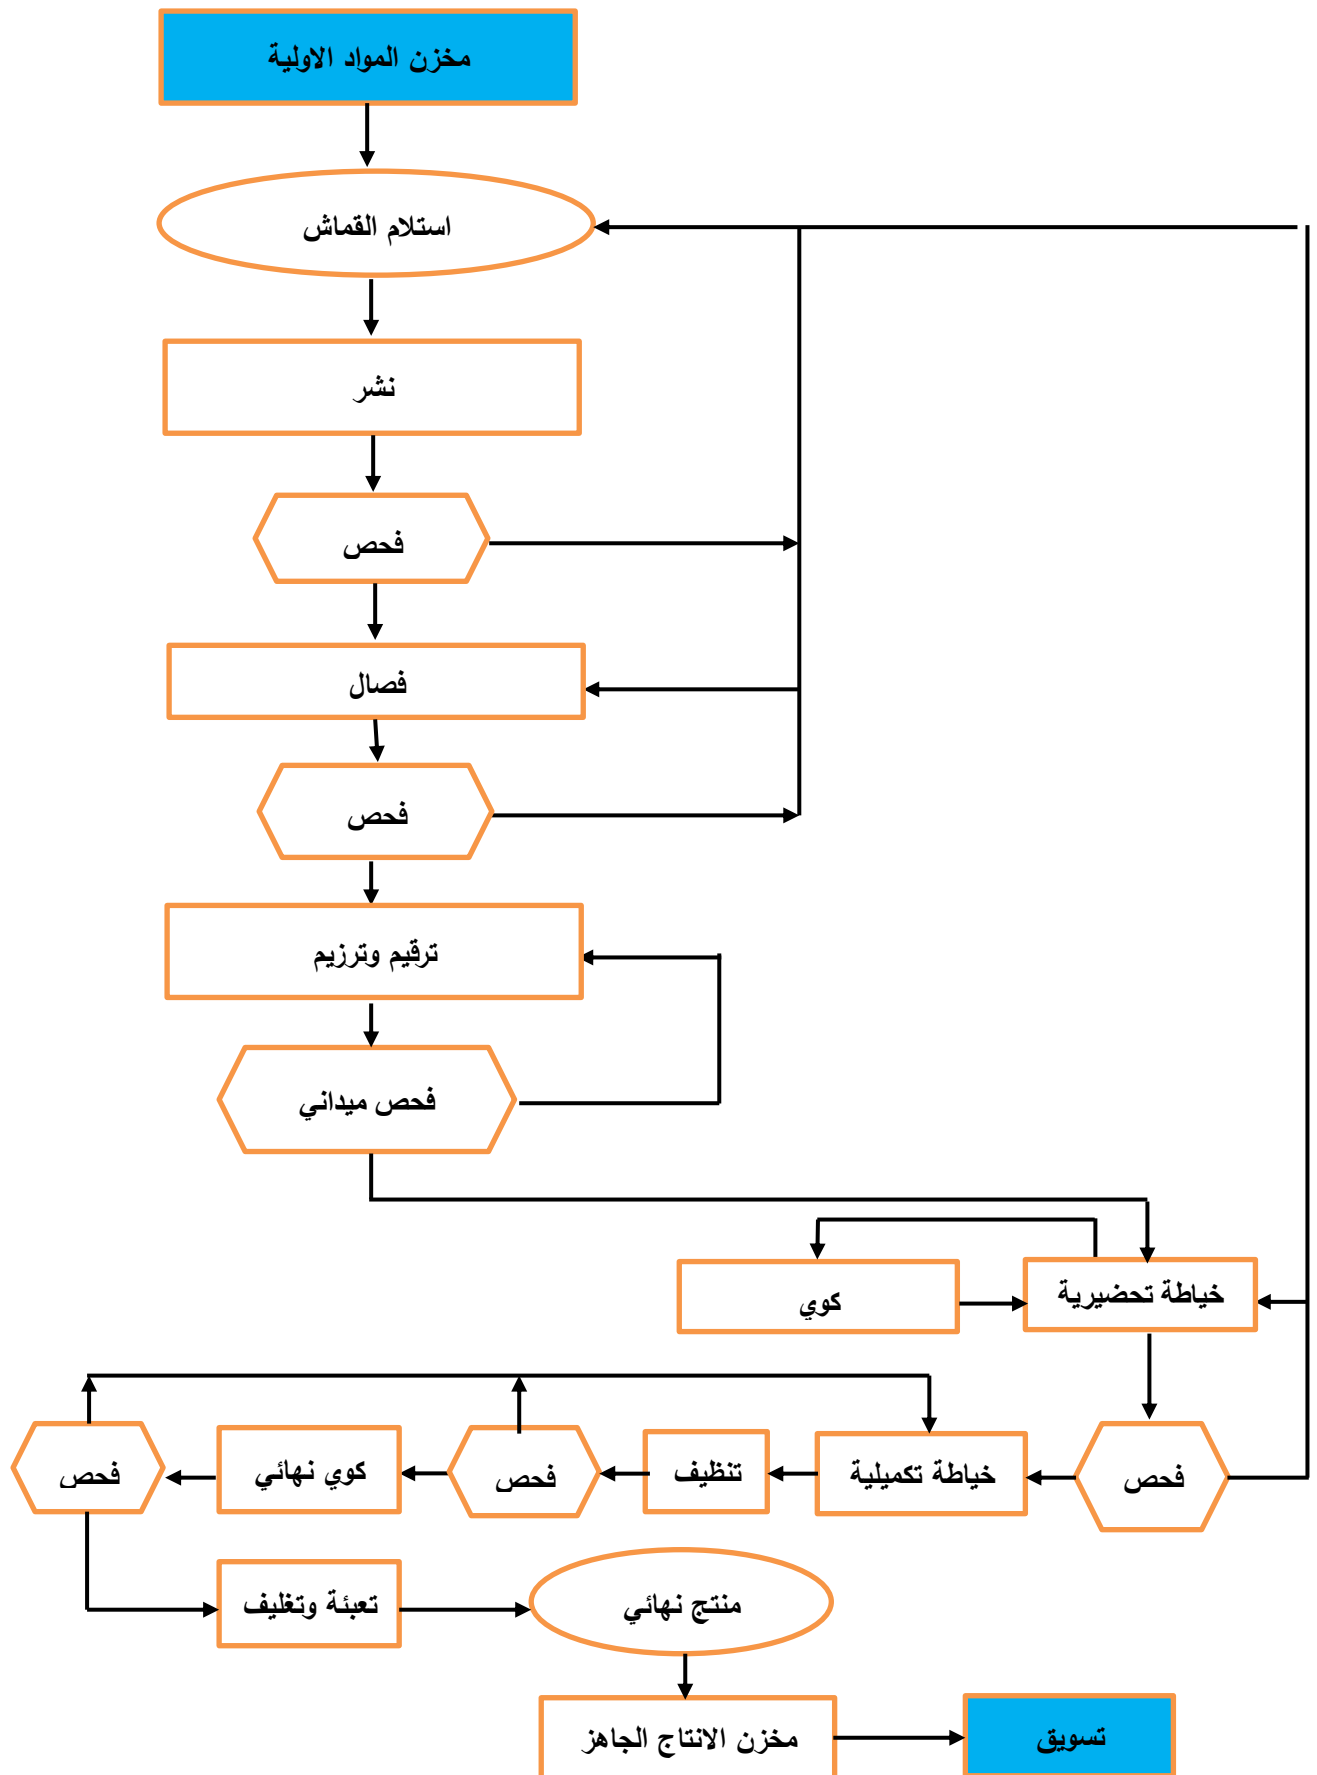 مخزن المواد الاولية
استلام القماش
نشر
فحص
فصال
فحص
ترقيم وترزيم
فحص ميداني
خياطة تحضيرية
كوي
فحص
خياطة تكميلية
تنظيف
فحص
كوي نهائي
فحص
تعبئة وتغليف
منتج نهائي
مخزن الانتاج الجاهز
تسويق